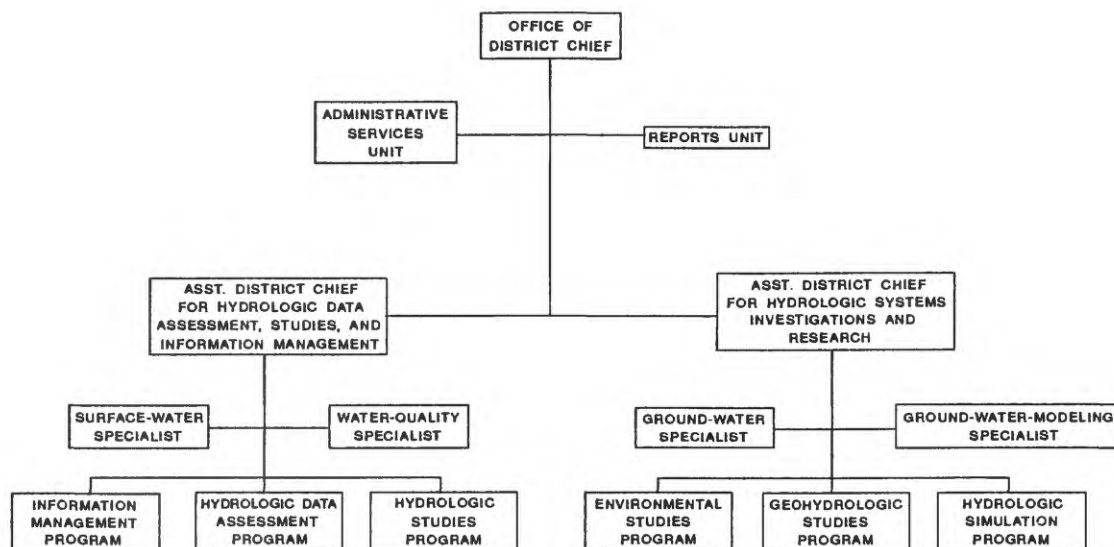 OFFICE OF
DISTRICT CHIEF
ADMINISTRATIVE
SERVICES
UNIT
REPORTS UNIT
ASST. DISTRICT CHIEF
FOR HYDROLOGIC DATA
ASSESSMENT, STUDIES, AND
INFORMATION MANAGEMENT
ASST. DISTRICT CHIEF
FOR HYDROLOGIC SYSTEMS
INVESTIGATIONS AND
RESEARCH
SURFACE-WATER
SPECIALIST
WATER-QUALITY
SPECIALIST
GROUND-WATER
SPECIALIST
GROUND-WATER-MODELING
SPECIALIST
INFORMATION
MANAGEMENT
PROGRAM
HYDROLOGIC DATA
ASSESSMENT
PROGRAM
HYDROLOGIC
STUDIES
PROGRAM
ENVIRONMENTAL
STUDIES
PROGRAM
GEOHYDROLOGIC
STUDIES
PROGRAM
HYDROLOGIC
SIMULATION
PROGRAM